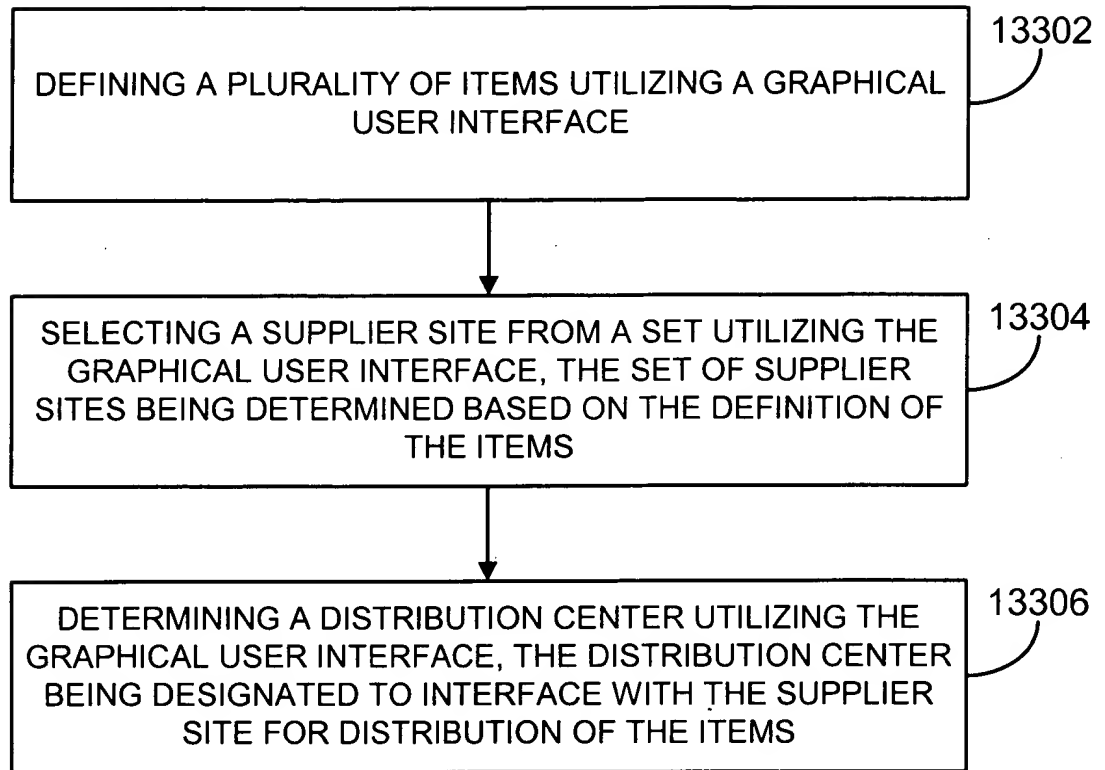 13302
DEFINING A PLURALITY OF ITEMS UTILIZING A GRAPHICAL
USER INTERFACE
13304
SELECTING A SUPPLIER SITE FROM A SET UTILIZING THE
GRAPHICAL USER INTERFACE, THE SET OF SUPPLIER
SITES BEING DETERMINED BASED ON THE DEFINITION OF
THE ITEMS
13306
DETERMINING A DISTRIBUTION CENTER UTILIZING THE
GRAPHICAL USER INTERFACE, THE DISTRIBUTION CENTER
BEING DESIGNATED TO INTERFACE WITH THE SUPPLIER
SITE FOR DISTRIBUTION OF THE ITEMS